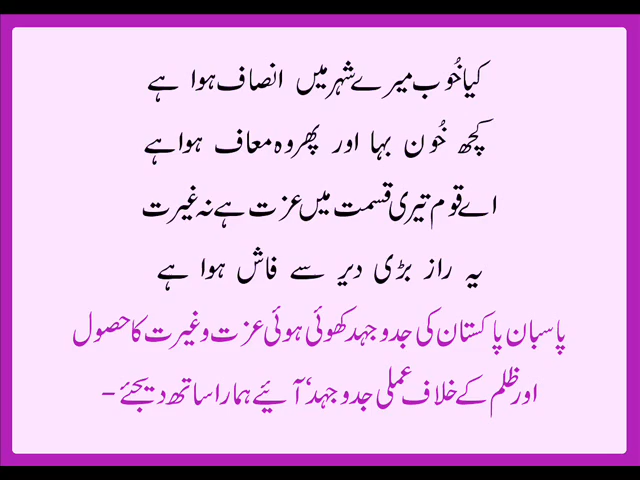 کیا خُوب میرے شہر میں انصاف ہوا ہے
کچھ خُون بہا اور پھر وہ معاف ہوا ہے
اے قوم تیری قسمت میں عزت ہے نہ غیرت
یہ راز بڑی دیر سے فاش ہوا ہے
پاسبان پاکستان کی جدوجہد کھوئی ہوئی عزت و غیرت کا حصول
اور ظلم کے خلاف عملی جدوجہد‘ آئیے ہمارا ساتھ دیجئے -